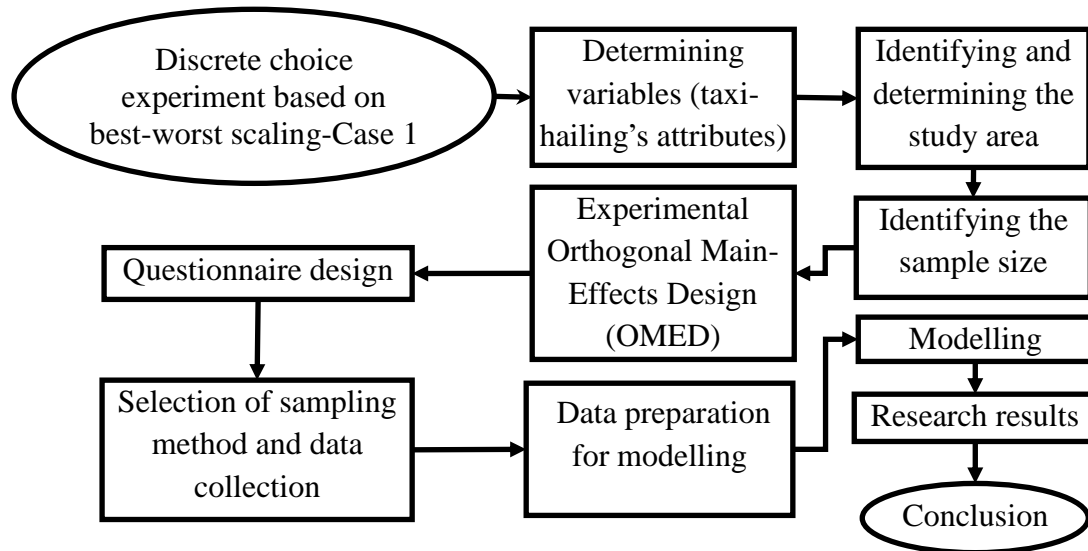 Discrete choice
experiment based on
best-worst scaling-Case 1
Determining
variables (taxi-
hailing's attributes)
Identifying and
determining the
study area
Identifying the
sample size
Experimental
Orthogonal Main-
Effects Design
(OMED)
Questionnaire design
Selection of sampling
method and data
collection
Data preparation
for modelling
Modelling
Research results
Conclusion